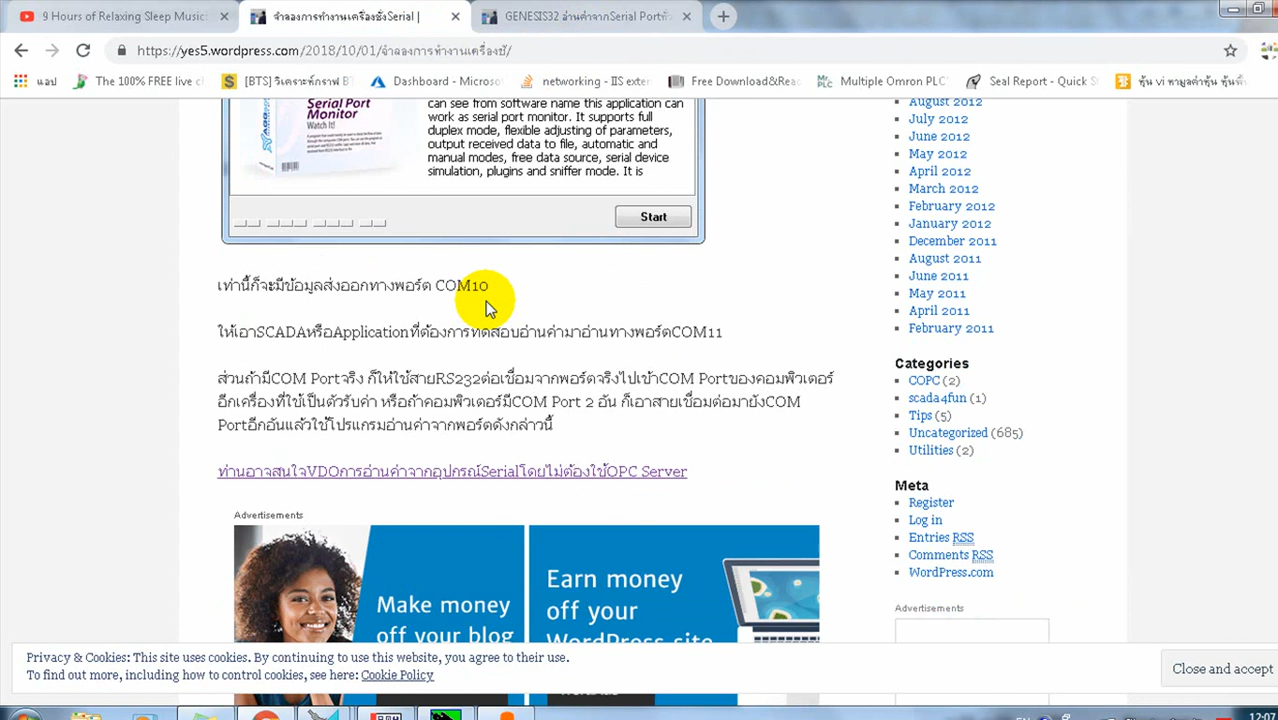 9 Hours of Relaxing Sleep Music
จำลองการทำงานเครื่องชั่งSerial |
GENESIS32 อ่านค่าจากSerial Portทำ
https://yes5.wordpress.com/2018/10/01/จำลองการทำงานเครื่องชั่/
แอป
The 100% FREE live c
[BTS] วิเคราะห์กราฟ BT
Dashboard - Microso
networking - IIS exter
Free Download&Rea
Multiple Omron PLC'
Seal Report - Quick S
หุ้น vi หามูลค่าหุ้น หุ้นพื้
Serial Port
Monitor
Watch It!
can see from software name this application can
work as serial port monitor. It supports full
duplex mode, flexible adjusting of parameters,
output received data to file, automatic and
manual modes, free data source, serial device
simulation, plugins and sniffer mode. It is
Start
เท่านี้ก็จะมีข้อมูลส่งออกทางพอร์ต COM10
ให้เอาSCADAหรือApplicationที่ต้องการทดสอบอ่านค่ามาอ่านทางพอร์ตCOM11
ส่วนถ้ามีCOM Portจริง ก็ให้ใช้สายRS232ต่อเชื่อมจากพอร์ตจริงไปเข้าCOM Portของคอมพิวเตอร์
อีกเครื่องที่ใช้เป็นตัวรับค่า หรือถ้าคอมพิวเตอร์มีCOM Port 2 อัน ก็เอาสายเชื่อมต่อมายังCOM
Portอีกอันแล้วใช้โปรแกรมอ่านค่าจากพอร์ตดังกล่าวนี้
ท่านอาจสนใจVDOการอ่านค่าจากอุปกรณ์Serialโดยไม่ต้องใช้OPC Server
Advertisements
Make money
off your blog
Earn money
off your
WordPress site
August 2012
July 2012
June 2012
May 2012
April 2012
March 2012
February 2012
January 2012
December 2011
August 2011
June 2011
May 2011
April 2011
February 2011
Categories
COPC (2)
scada4fun (1)
Tips (5)
Uncategorized (685)
Utilities (2)
Meta
Register
Log in
Entries RSS
Comments RSS
WordPress.com
Advertisements
Privacy & Cookies: This site uses cookies. By continuing to use this website, you agree to their use.
To find out more, including how to control cookies, see here: Cookie Policy
Close and accept
EN
12:07